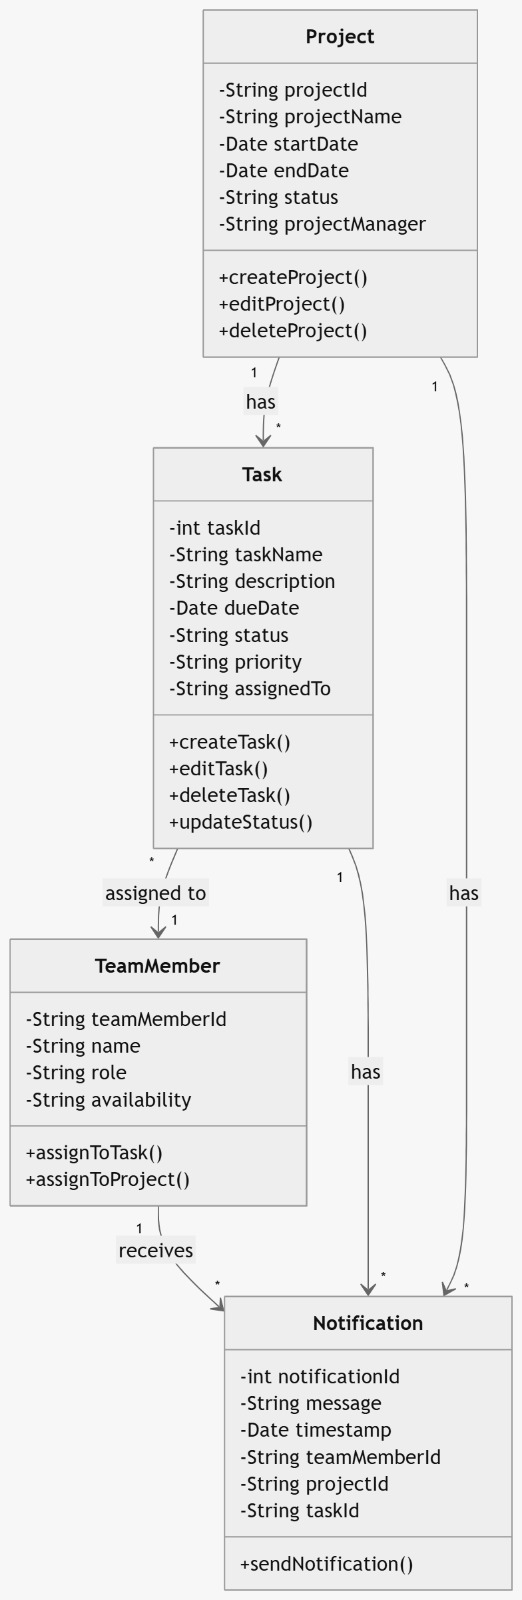 Project
-String projectId
-String projectName
-Date startDate
-Date endDate
-String status
-String projectManager
+createProject()
+editProject()
+deleteProject()
1
1
has
*
Task
-int taskId
-String taskName
-String description
-Date dueDate
-String status
-String priority
-String assignedTo
+createTask()
+editTask()
+deleteTask()
+updateStatus()
*
1
assigned to
has
1
TeamMember
-String teamMemberId
-String name
-String role
-String availability
+assignToTask()
+assignToProject()
has
1
receives
*
*
*
Notification
-int notificationId
-String message
-Date timestamp
-String teamMemberId
-String projectId
-String taskId
+sendNotification()